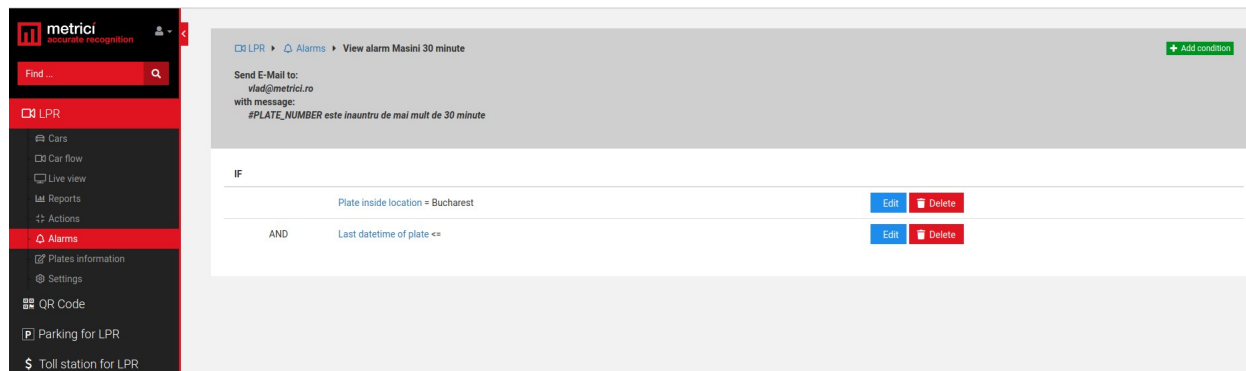 metrici
accurate recognition
Find ...
LPR
Cars
Car flow
Live view
Reports
Actions
Alarms
Plates information
Settings
QR Code
P Parking for LPR
$ Toll station for LPR
LPR Alarms View alarm Masini 30 minute
+ Add condition
Send E-Mail to:
vlad@metrici.ro
with message:
#PLATE_NUMBER este inauntru de mai mult de 30 minute
IF
Plate inside location = Bucharest Edit Delete
AND Last datetime of plate <= Edit Delete